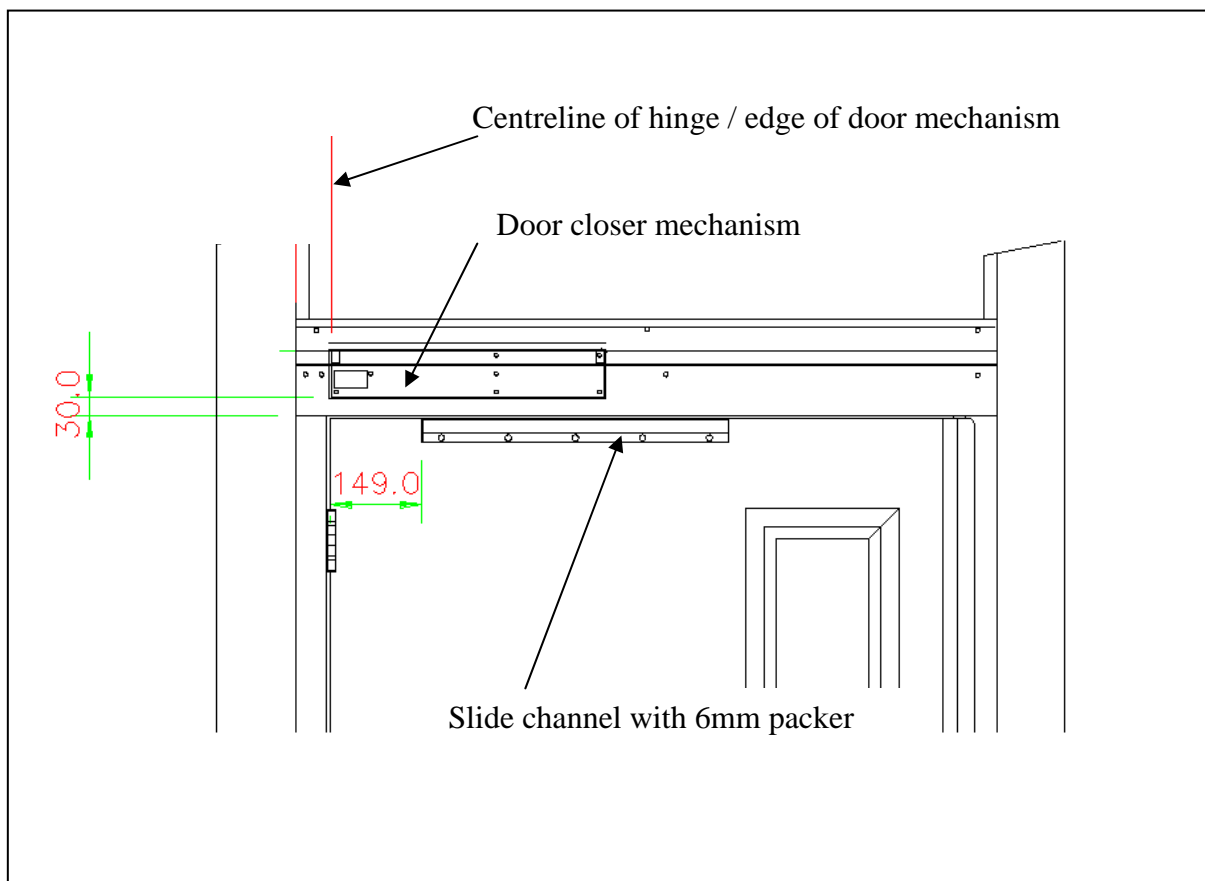 Centreline of hinge / edge of door mechanism
Door closer mechanism
30.0
149.0
Slide channel with 6mm packer